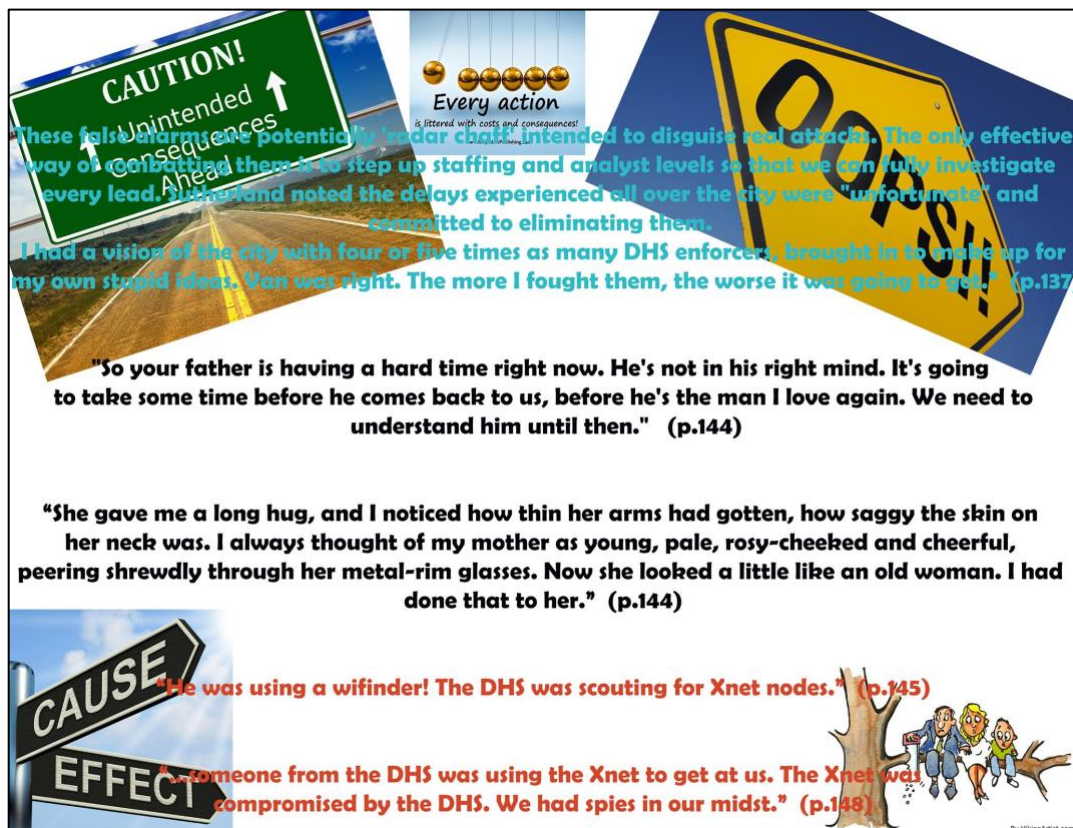 CAUTION!
Unintended
Consequences
Ahead
Every action
is littered with costs and consequences!
OOPS!!
These false alarms are potentially 'radar chaff' intended to disguise real attacks. The only effective
way of combatting them is to step up staffing and analyst levels so that we can fully investigate
every lead. Sutherland noted the delays experienced all over the city were "unfortunate" and
committed to eliminating them.
I had a vision of the city with four or five times as many DHS enforcers, brought in to make up for
my own stupid ideas. Van was right. The more I fought them, the worse it was going to get." (p.137
"So your father is having a hard time right now. He's not in his right mind. It's going
to take some time before he comes back to us, before he's the man I love again. We need to
understand him until then." (p.144)
“She gave me a long hug, and I noticed how thin her arms had gotten, how saggy the skin on
her neck was. I always thought of my mother as young, pale, rosy-cheeked and cheerful,
peering shrewdly through her metal-rim glasses. Now she looked a little like an old woman. I had
done that to her.” (p.144)
CAUSE
EFFECT
“He was using a wifinder! The DHS was scouting for Xnet nodes.” (p.145)
“...someone from the DHS was using the Xnet to get at us. The Xnet was
compromised by the DHS. We had spies in our midst.” (p.148)
By VikingArtist.com